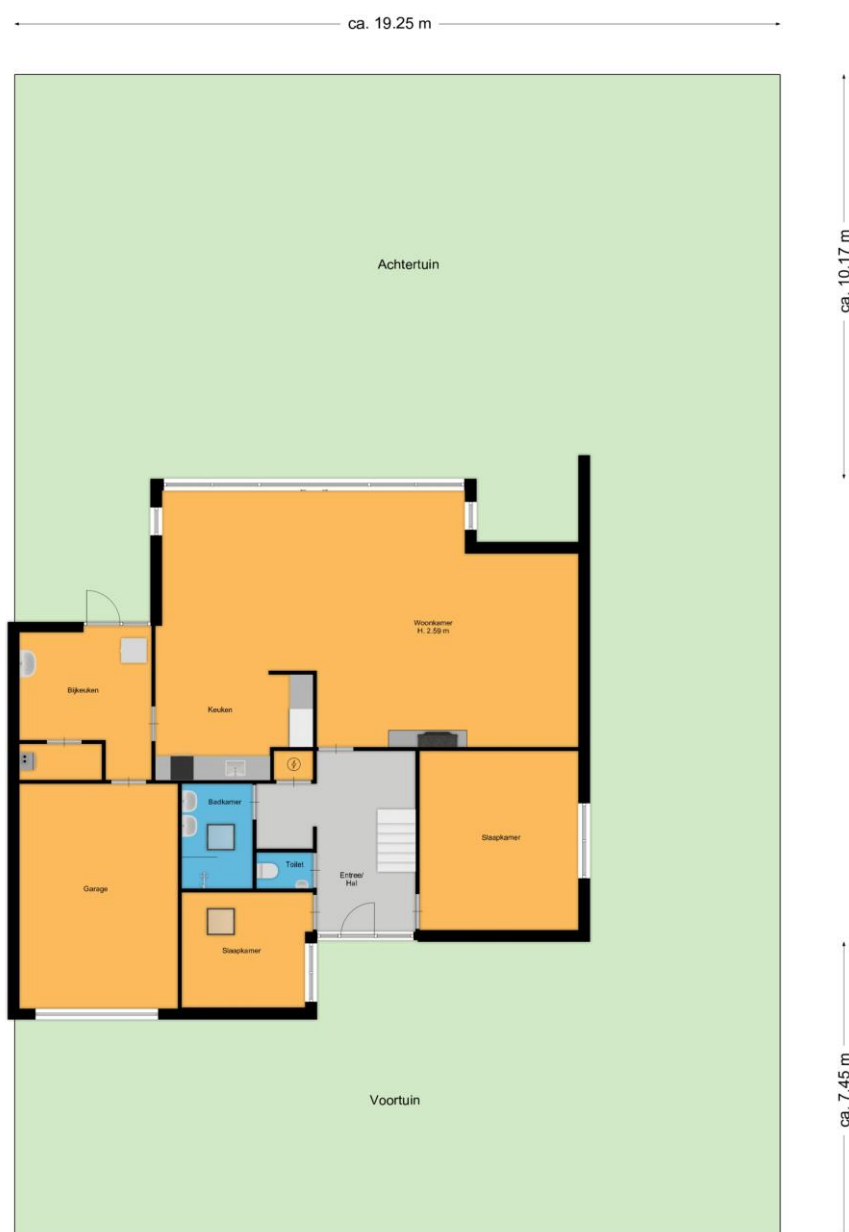 ca. 19.25 m
ca. 10.17 m
Achtertuin
Woonkamer
H. 2.59 m
Bijkeuken
Keuken
Badkamer
Slaapkamer
Toilet
Entree/
Hal
Garage
Slaapkamer
ca. 7.45 m
Voortuin